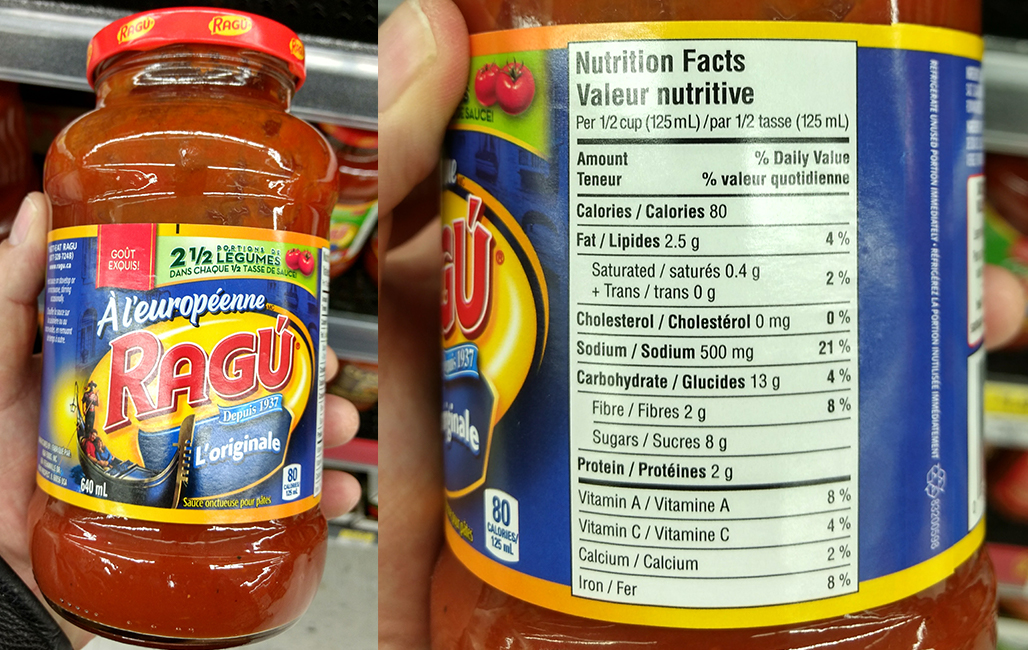 RAGÚ
RAGÚ
GOÛT
EXQUIS!
2 1/2 PORTIONS DE
LÉGUMES
DANS CHAQUE 1/2 TASSE DE SAUCE!
À l'européenne
RAGÚ
Depuis 1937
L'originale
640 mL
Sauce onctueuse pour pâtes
80
CALORIES/
125 mL
www.ragu.ca
DE SAUCE!
Nutrition Facts
Valeur nutritive
Per 1/2 cup (125 mL) /par 1/2 tasse (125 mL)
Amount % Daily Value
Teneur % valeur quotidienne
Calories / Calories 80
Fat / Lipides 2.5 g 4 %
Saturated / saturés 0.4 g
+ Trans / trans 0 g 2 %
Cholesterol / Cholestérol 0 mg 0 %
Sodium / Sodium 500 mg 21 %
Carbohydrate / Glucides 13 g 4 %
Fibre / Fibres 2 g 8 %
Sugars / Sucres 8 g
Protein / Protéines 2 g
Vitamin A / Vitamine A 8 %
Vitamin C / Vitamine C 4 %
Calcium / Calcium 2 %
Iron / Fer 8 %
80
CALORIES/
125 mL
REFRIGERATE UNUSED PORTION IMMEDIATELY • RÉFRIGÉREZ LA PORTION INUTILISÉE IMMÉDIATEMENT